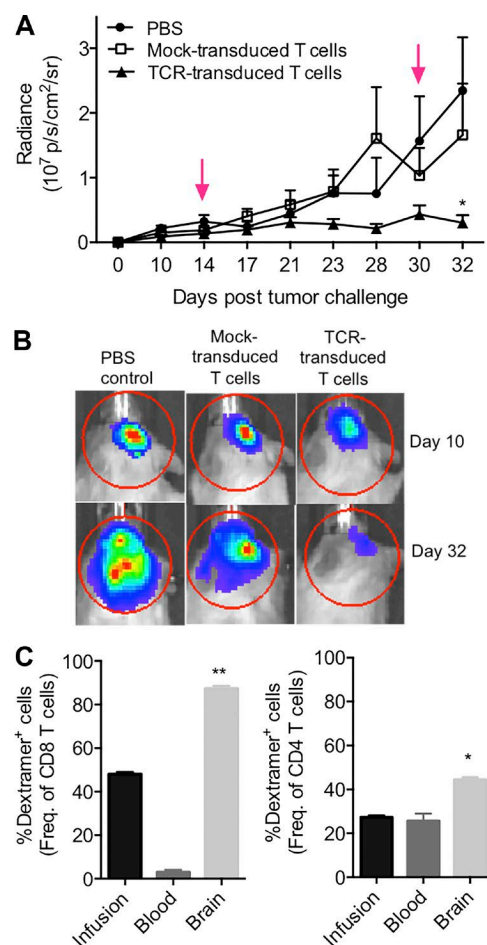 A
PBS
Mock-transduced T cells
TCR-transduced T cells
Radiance
(10⁷ p/s/cm²/sr)
3
2
1
0
*
0 10 14 17 21 23 28 30 32
Days post tumor challenge
B
PBS
control
Mock-
transduced
T cells
TCR-
transduced
T cells
Day 10
Day 32
C
%Dextramer⁺ cells
(Freq. of CD8 T cells)
100
80
60
40
20
0
**
Infusion
Blood
Brain
%Dextramer⁺ cells
(Freq. of CD4 T cells)
100
80
60
40
20
0
*
Infusion
Blood
Brain